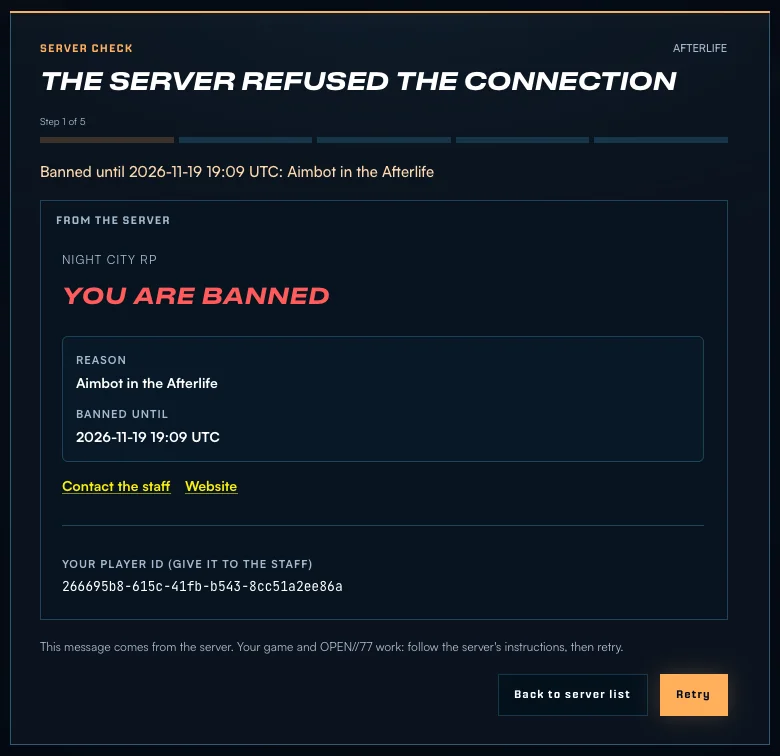 SERVER CHECK
AFTERLIFE
THE SERVER REFUSED THE CONNECTION
Step 1 of 5
Banned until 2026-11-19 19:09 UTC: Aimbot in the Afterlife
FROM THE SERVER
NIGHT CITY RP
YOU ARE BANNED
REASON
Aimbot in the Afterlife
BANNED UNTIL
2026-11-19 19:09 UTC
Contact the staff Website
YOUR PLAYER ID (GIVE IT TO THE STAFF)
266695b8-615c-41fb-b543-8cc51a2ee86a
This message comes from the server. Your game and OPEN//77 work: follow the server's instructions, then retry.
Back to server list Retry